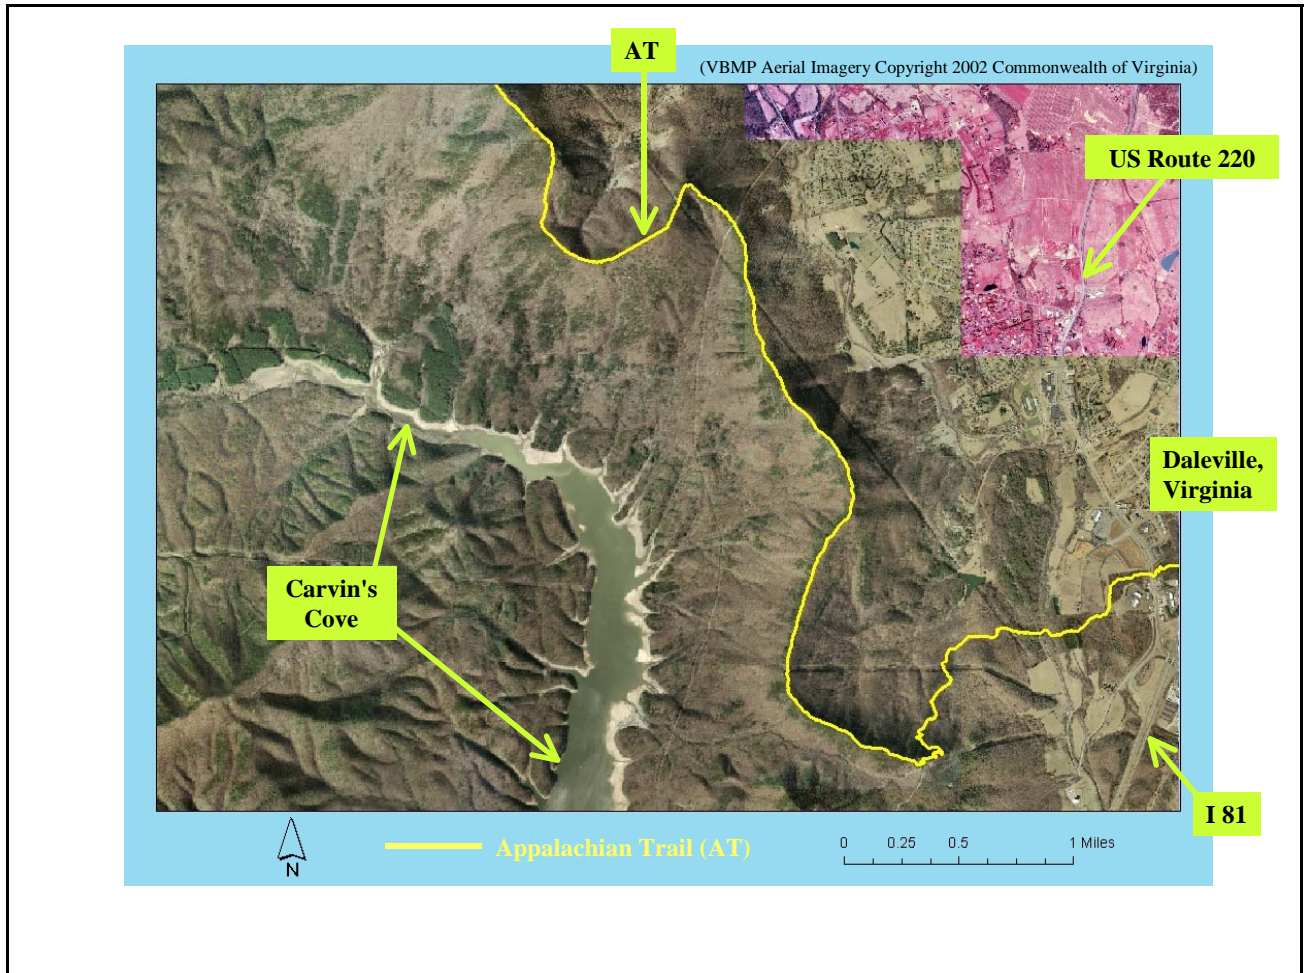 AT
(VBMP Aerial Imagery Copyright 2002 Commonwealth of Virginia)
US Route 220
Daleville,
Virginia
Carvin's
Cove
I 81
N
Appalachian Trail (AT)
0 0.25 0.5 1 Miles